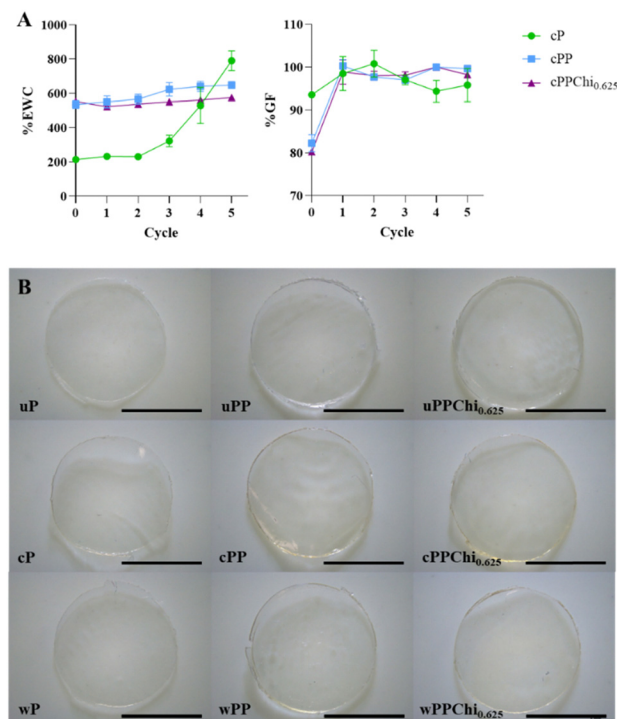 A
%EWC
1000
800
600
400
200
0
0 1 2 3 4 5
Cycle
%GF
110
100
90
80
70
0 1 2 3 4 5
Cycle
cP
cPP
cPPChi0.625
B
uP
uPP
uPPChi0.625
cP
cPP
cPPChi0.625
wP
wPP
wPPChi0.625